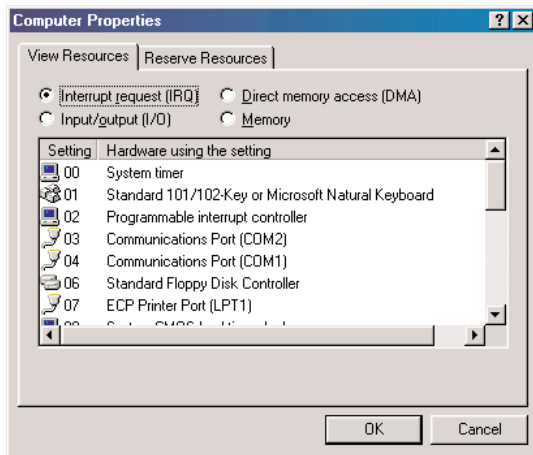 Computer Properties
View Resources Reserve Resources
Interrupt request (IRQ) Direct memory access (DMA)
Input/output (I/O) Memory
Setting Hardware using the setting
00 System timer
01 Standard 101/102-Key or Microsoft Natural Keyboard
02 Programmable interrupt controller
03 Communications Port (COM2)
04 Communications Port (COM1)
06 Standard Floppy Disk Controller
07 ECP Printer Port (LPT1)
OK Cancel